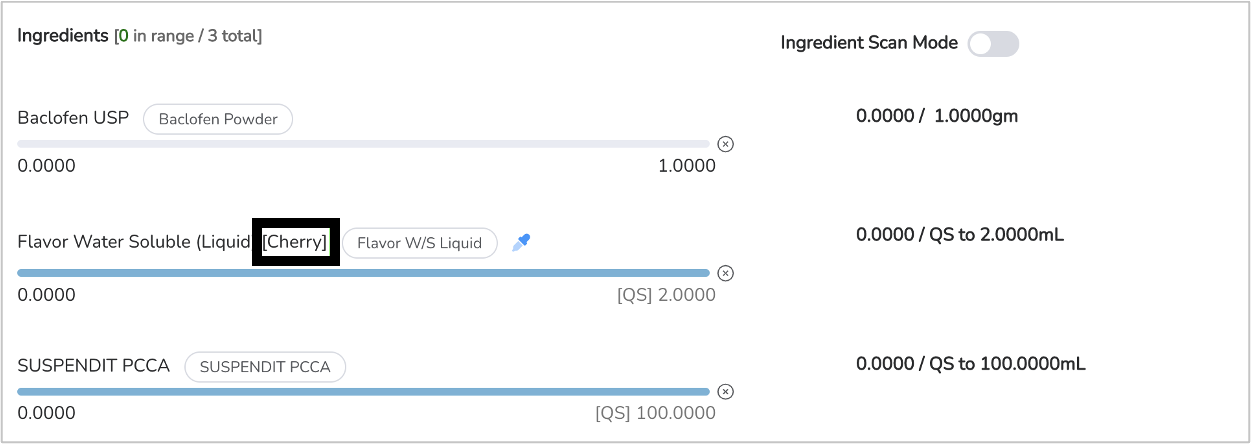 Ingredients [0 in range / 3 total]
Ingredient Scan Mode
Baclofen USP Baclofen Powder
0.0000 / 1.0000gm
0.0000 1.0000
Flavor Water Soluble (Liquid [Cherry] Flavor W/S Liquid
0.0000 / QS to 2.0000mL
0.0000 [QS] 2.0000
SUSPENDIT PCCA SUSPENDIT PCCA
0.0000 / QS to 100.0000mL
0.0000 [QS] 100.0000